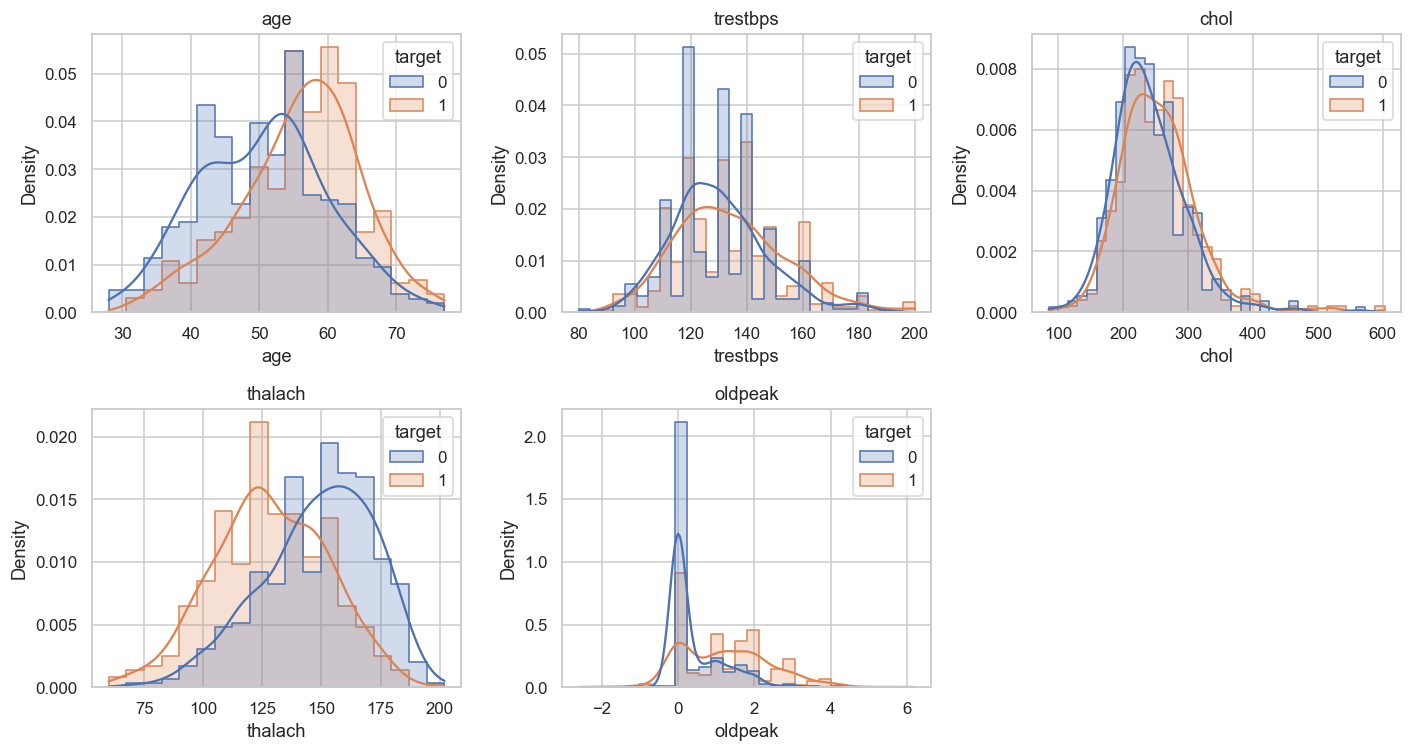 age
target
0
1
0.05
0.04
0.03
0.02
0.01
0.00
Density
30 40 50 60 70
age
trestbps
target
0
1
0.05
0.04
0.03
0.02
0.01
0.00
Density
80 100 120 140 160 180 200
trestbps
chol
target
0
1
0.008
0.006
0.004
0.002
0.000
Density
100 200 300 400 500 600
chol
thalach
target
0
1
0.020
0.015
0.010
0.005
0.000
Density
75 100 125 150 175 200
thalach
oldpeak
target
0
1
2.0
1.5
1.0
0.5
0.0
Density
−2 0 2 4 6
oldpeak